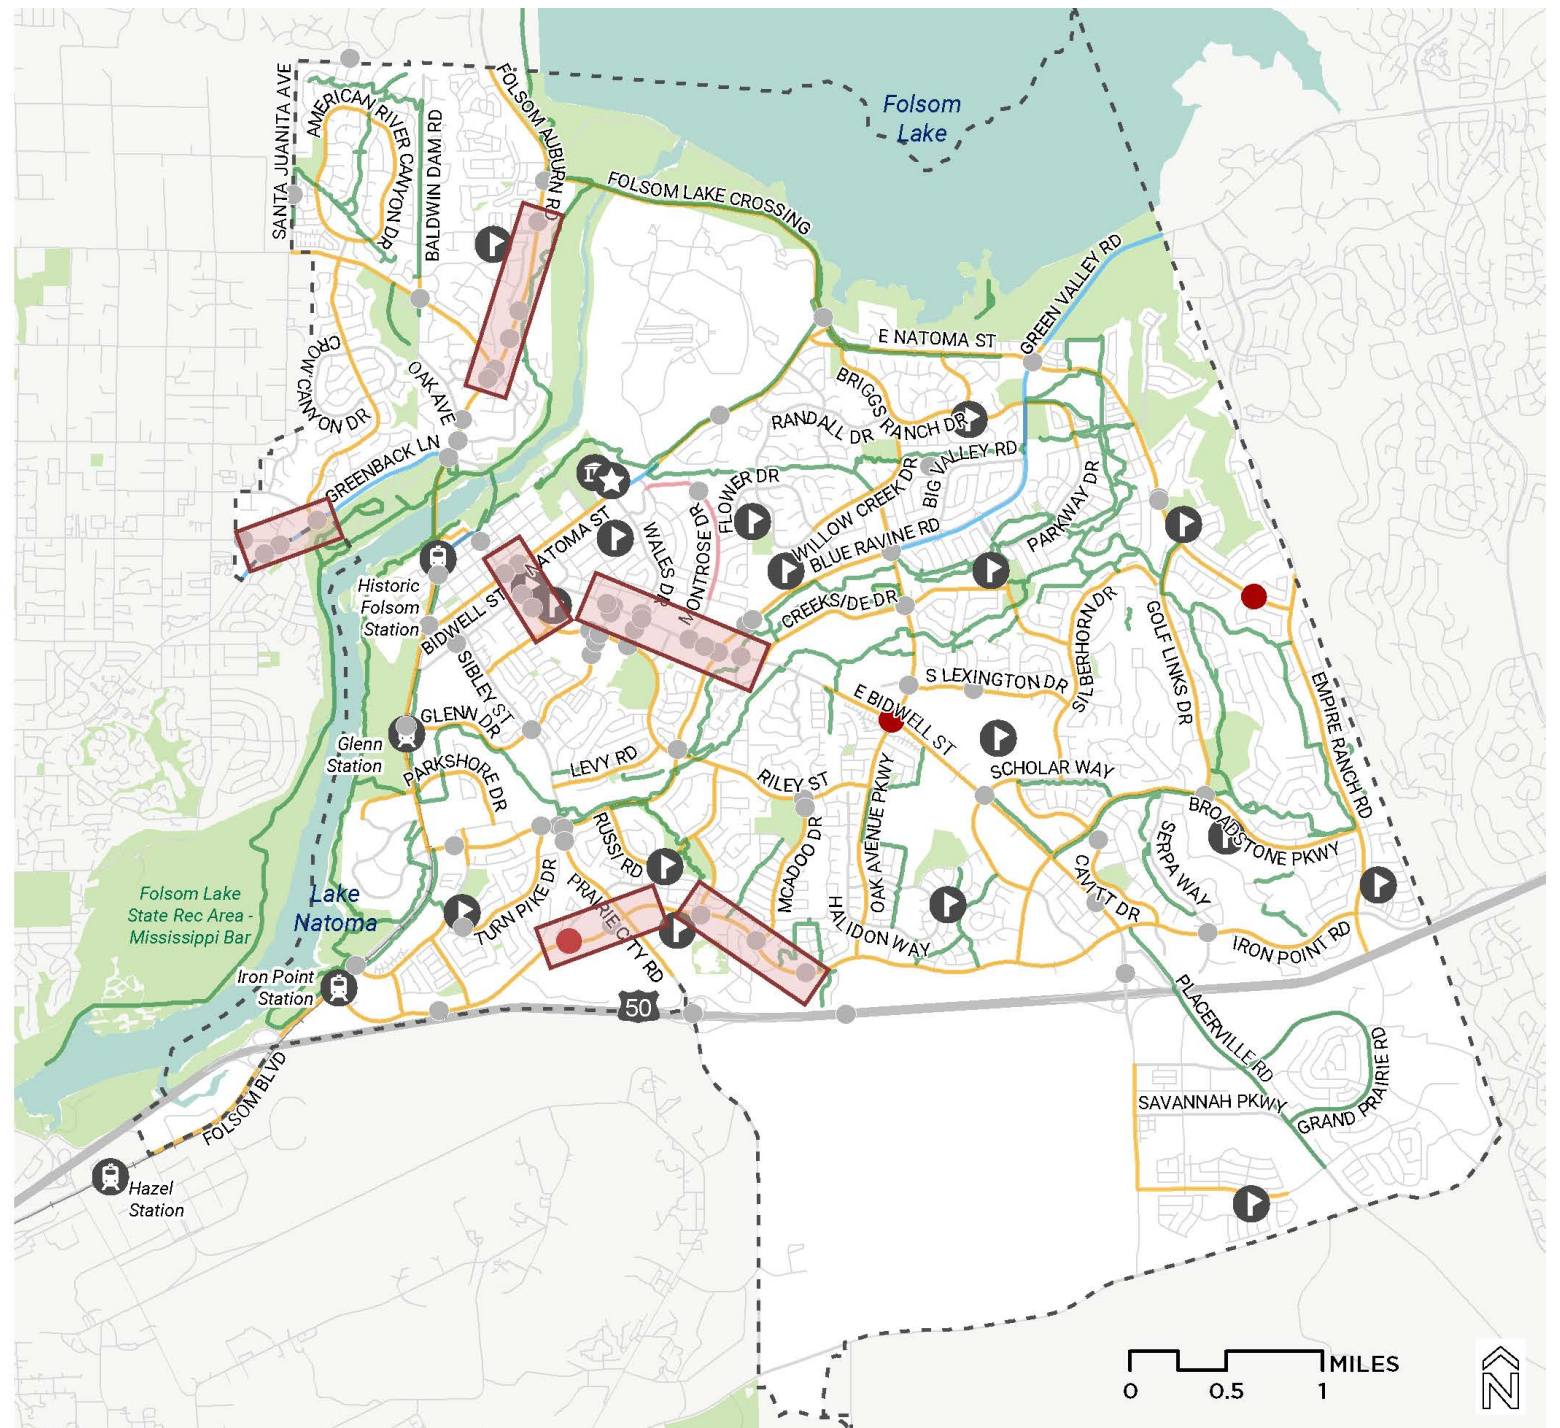 SANTA JUANITA AVE
AMERICAN RIVER CANYON DR
BALDWIN DAM RD
FOLSOM AUBURN RD
Folsom
Lake
FOLSOM LAKE CROSSING
GREEN VALLEY RD
E NATOMA ST
CROW CANYON DR
OAK AVE
BRIGGS RANCH DR
RANDALL DR
GREENBACK LN
BIG VALLEY RD
FLOWER DR
WILLOW CREEK DR
PARKWAY DR
NATOMA ST
WALES DR
MONTROSE DR
BLUE RAVINE RD
Historic
Folsom
Station
BIDWELL ST
CREEKSIDE DR
SILBERHORN DR
GOLF LINKS DR
SIBLEY ST
S LEXINGTON DR
EMPIRE RANCH RD
E BIDWELL ST
GLENN DR
Glenn
Station
LEVY RD
PARKSHORE DR
RILEY ST
SCHOLAR WAY
OAK AVENUE PKWY
BROADSTONE PKWY
RUSSI RD
MCADOO DR
SERPA WAY
TURN PIKE DR
PRAIRIE CITY RD
CAVITT DR
Folsom Lake
State Rec Area -
Mississippi Bar
Lake
Natoma
HALIDON WAY
IRON POINT RD
Iron Point
Station
50
PLACERVILLE RD
FOLSOM BLVD
GRAND PRAIRIE RD
SAVANNAH PKWY
Hazel
Station
MILES
0 0.5 1
N